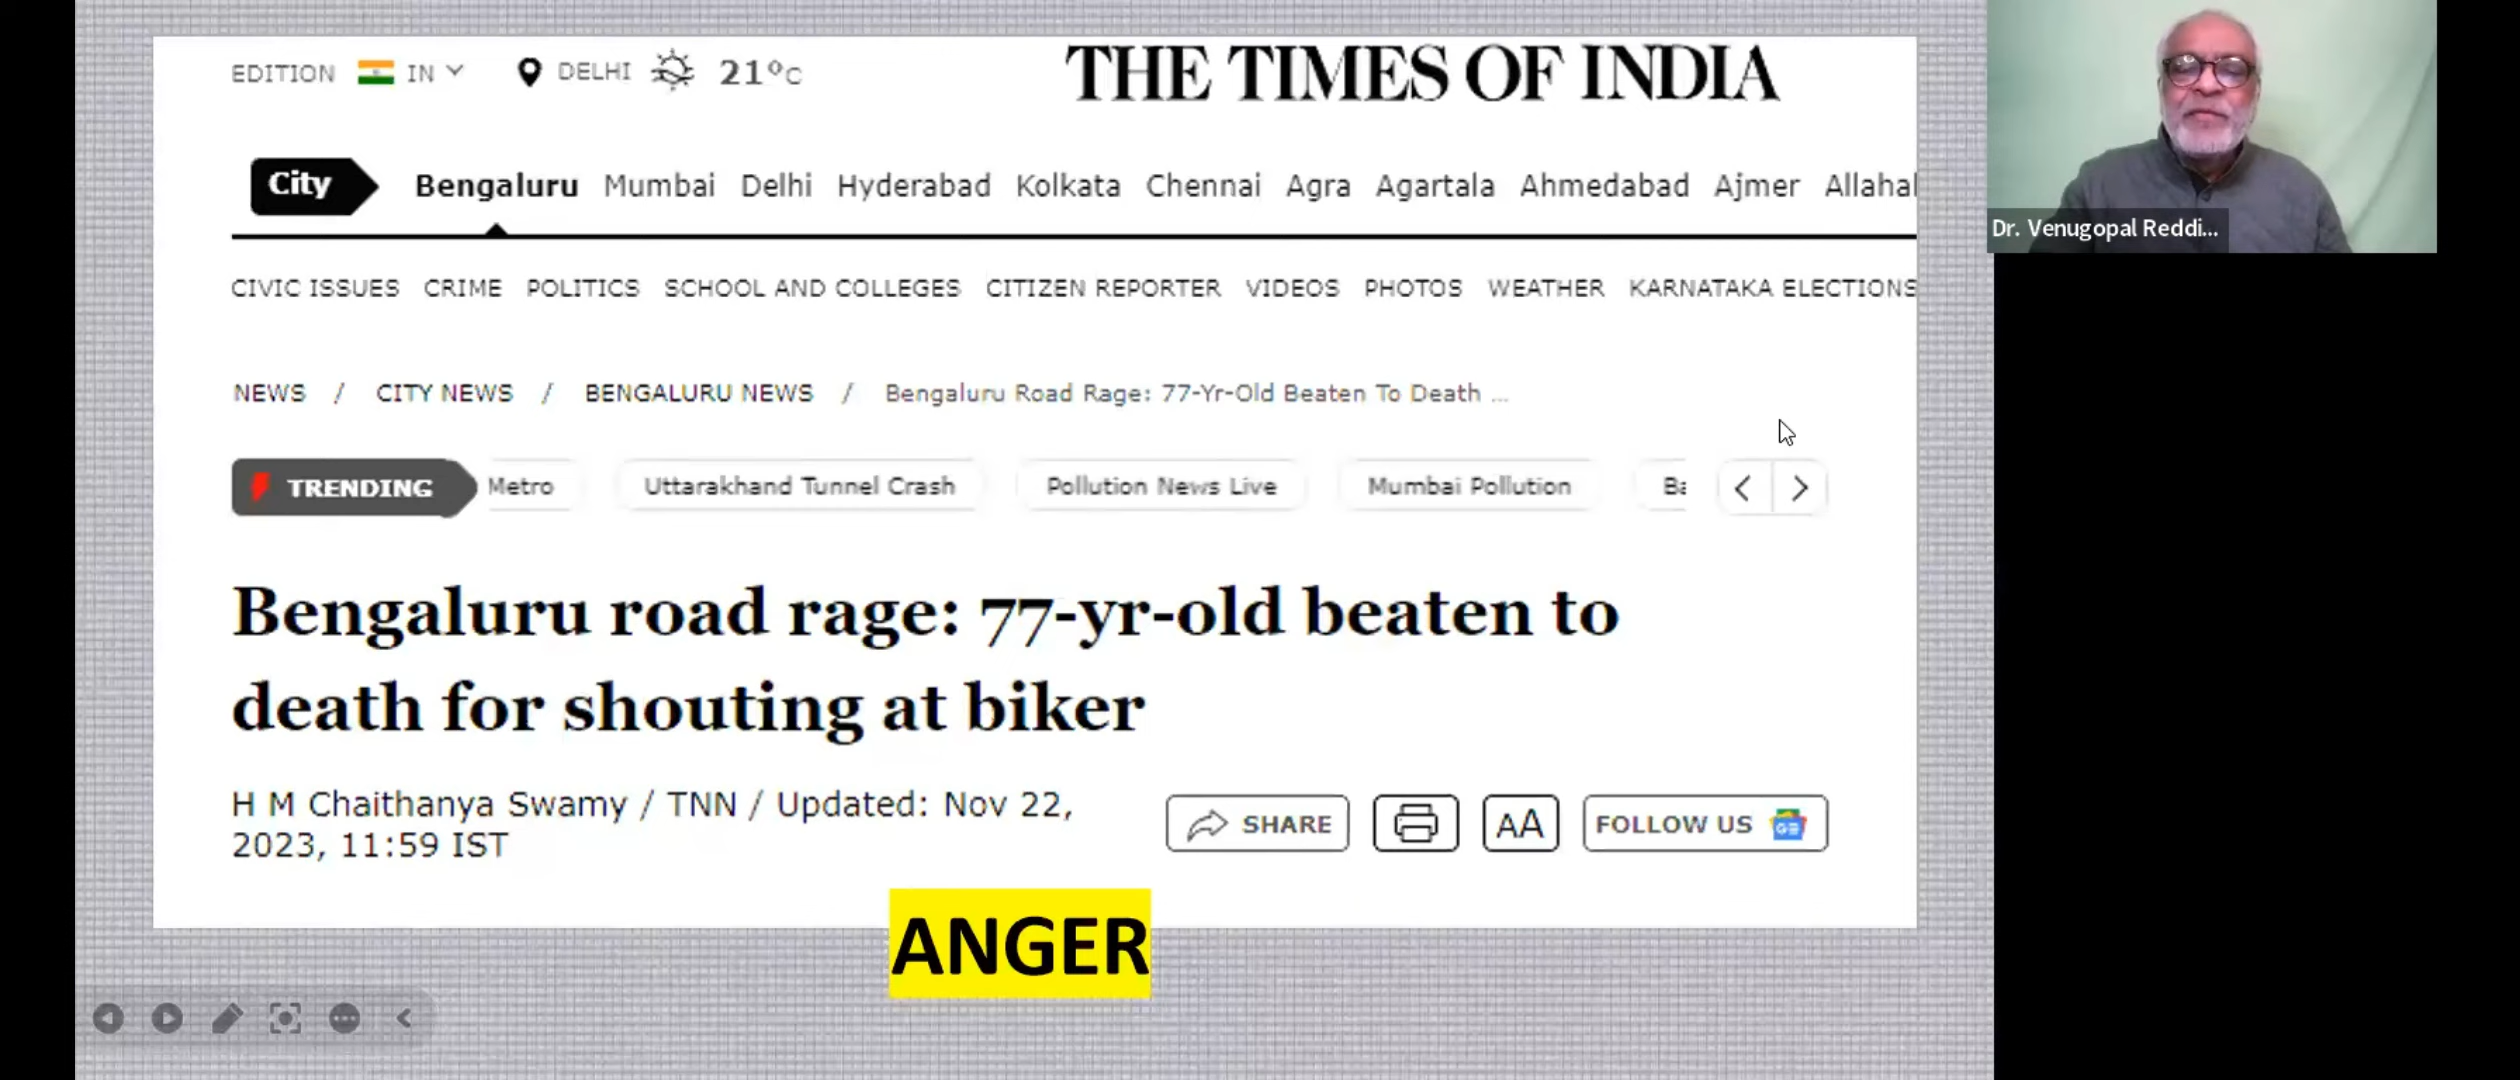 EDITION IN DELHI 21°C
THE TIMES OF INDIA
City Bengaluru Mumbai Delhi Hyderabad Kolkata Chennai Agra Agartala Ahmedabad Ajmer Allahal
CIVIC ISSUES CRIME POLITICS SCHOOL AND COLLEGES CITIZEN REPORTER VIDEOS PHOTOS WEATHER KARNATAKA ELECTIONS
NEWS / CITY NEWS / BENGALURU NEWS / Bengaluru Road Rage: 77-Yr-Old Beaten To Death ...
TRENDING Metro Uttarakhand Tunnel Crash Pollution News Live Mumbai Pollution
Bengaluru road rage: 77-yr-old beaten to
death for shouting at biker
H M Chaithanya Swamy / TNN / Updated: Nov 22,
2023, 11:59 IST
SHARE AA FOLLOW US GE
ANGER
Dr. Venugopal Reddi...